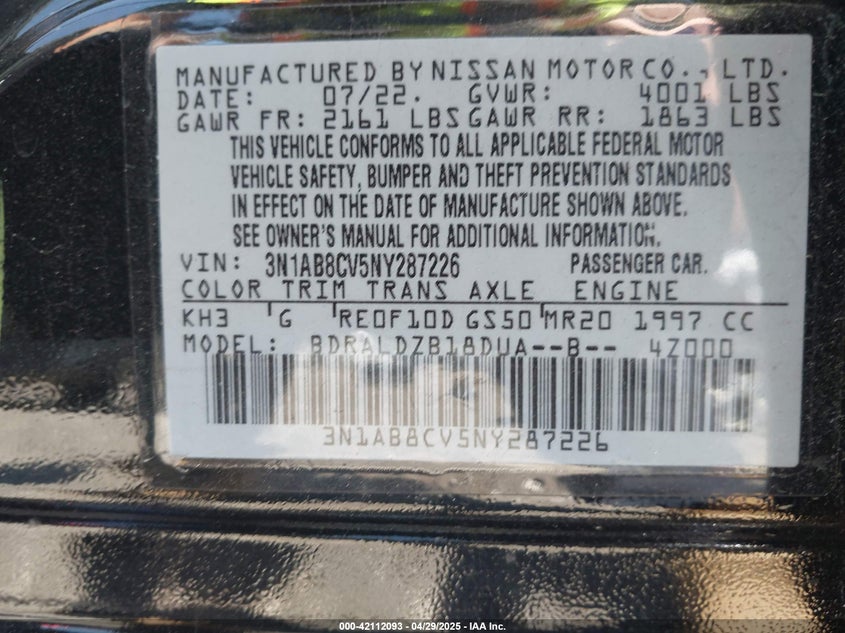 MANUFACTURED BY NISSAN MOTOR CO., LTD.
DATE: 07/22. GVWR: 4001 LBS
GAWR FR: 2161 LBS GAWR RR: 1863 LBS
THIS VEHICLE CONFORMS TO ALL APPLICABLE FEDERAL MOTOR
VEHICLE SAFETY, BUMPER AND THEFT PREVENTION STANDARDS
IN EFFECT ON THE DATE OF MANUFACTURE SHOWN ABOVE.
SEE OWNER'S MANUAL FOR ADDITIONAL INFORMATION.
VIN: 3N1AB8CV5NY287226 PASSENGER CAR.
COLOR TRIM TRANS AXLE ENGINE
KH3 G RE0F10D GS50 MR20 1997 CC
MODEL: BDRALDZB18DUA--B-- 4Z000
3N1AB8CV5NY287226
000-42112093 - 04/29/2025 - IAA Inc.